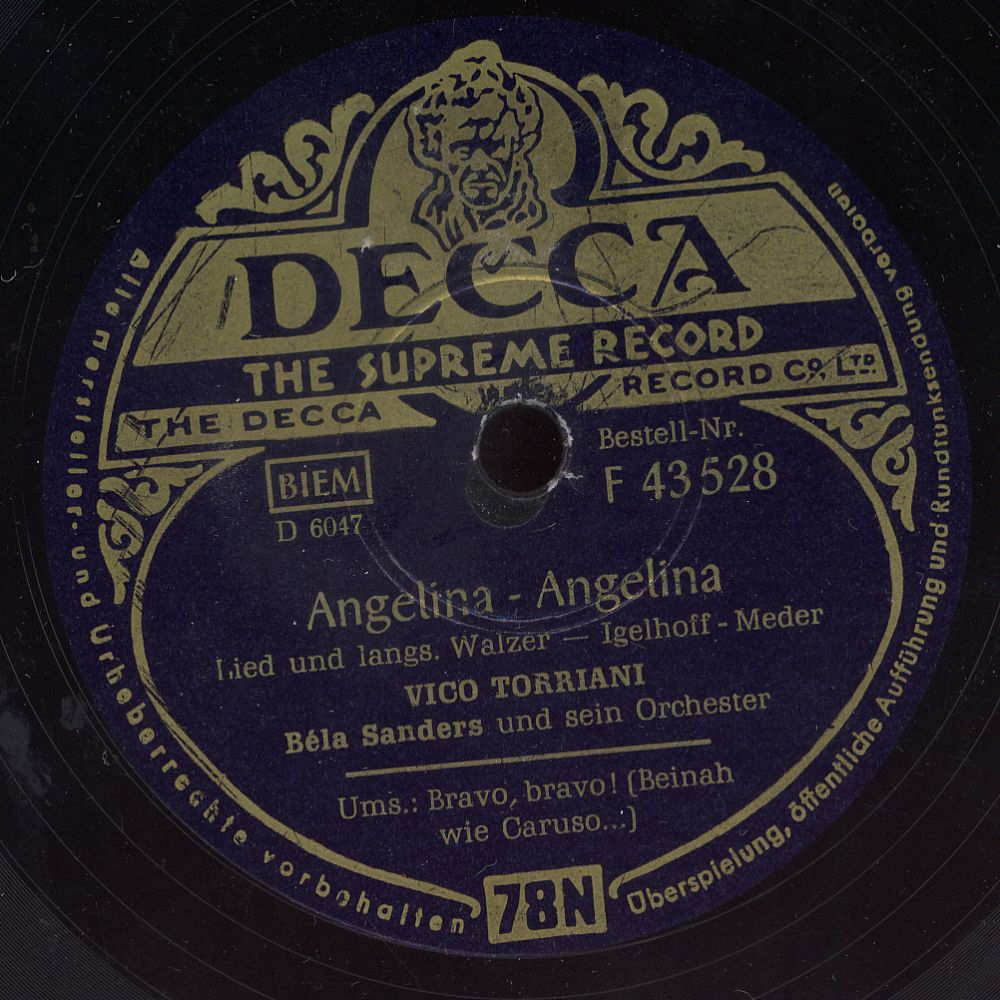 DECCA
THE SUPREME RECORD
THE DECCA RECORD CO. LTD.
BIEM
D 6047
Bestell-Nr.
F 43528
Angelina - Angelina
Lied und langs. Walzer — Igelhoff - Meder
VICO TORRIANI
Béla Sanders und sein Orchester
Ums.: Bravo, bravo! (Beinah
wie Caruso...)
78N
Alle Hersteller- und Urheberrechte vorbehalten
Überspielung, öffentliche Aufführung und Rundfunksendung verboten